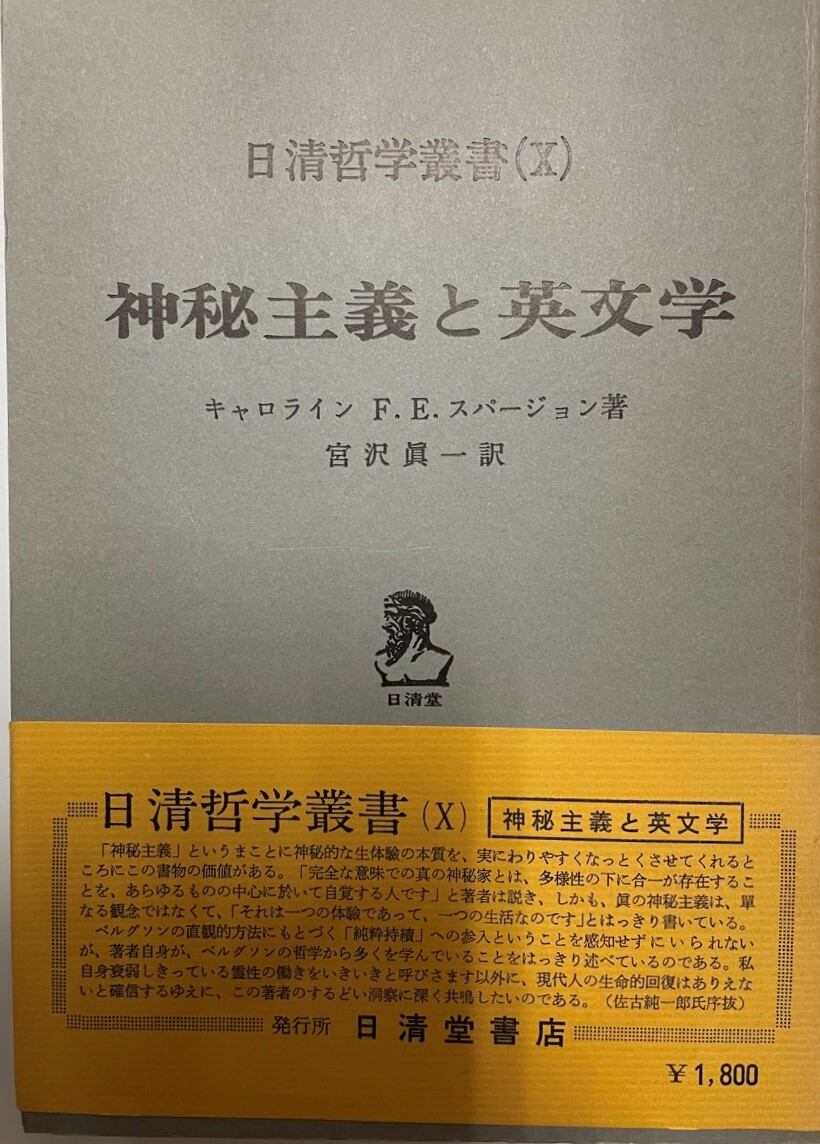 日清哲学叢書(X)
神秘主義と英文学
キャロライン F.E.スパージョン著
宮沢眞一訳
日清堂
日清哲学叢書(X) 神秘主義と英文学
「神秘主義」というまことに神秘的な生体験の本質を、実にわりやすくなっとくさせてくれると
ころにこの書物の価値がある。「完全な意味での真の神秘家とは、多様性の下に合一が存在するこ
とを、あらゆるものの中心に於いて自覚する人です」と著者は説き、しかも、眞の神秘主義は、單
なる観念ではなくて、「それは一つの体験であって、一つの生活なのです」とはっきり書いている。
ベルグソンの直観的方法にもとづく「純粋持續」への参入ということを感知せずにいられない
が、著者自身が、ベルグソンの哲学から多くを学んでいることをはっきり述べているのである。私
自身衰弱しきっている霊性の働きをいきいきと呼びさます以外に、現代人の生命的回復はありえな
いと確信するゆえに、この著者のするどい洞察に深く共鳴したいのである。(佐古純一郎氏序抜)
発行所 日清堂書店
¥1,800